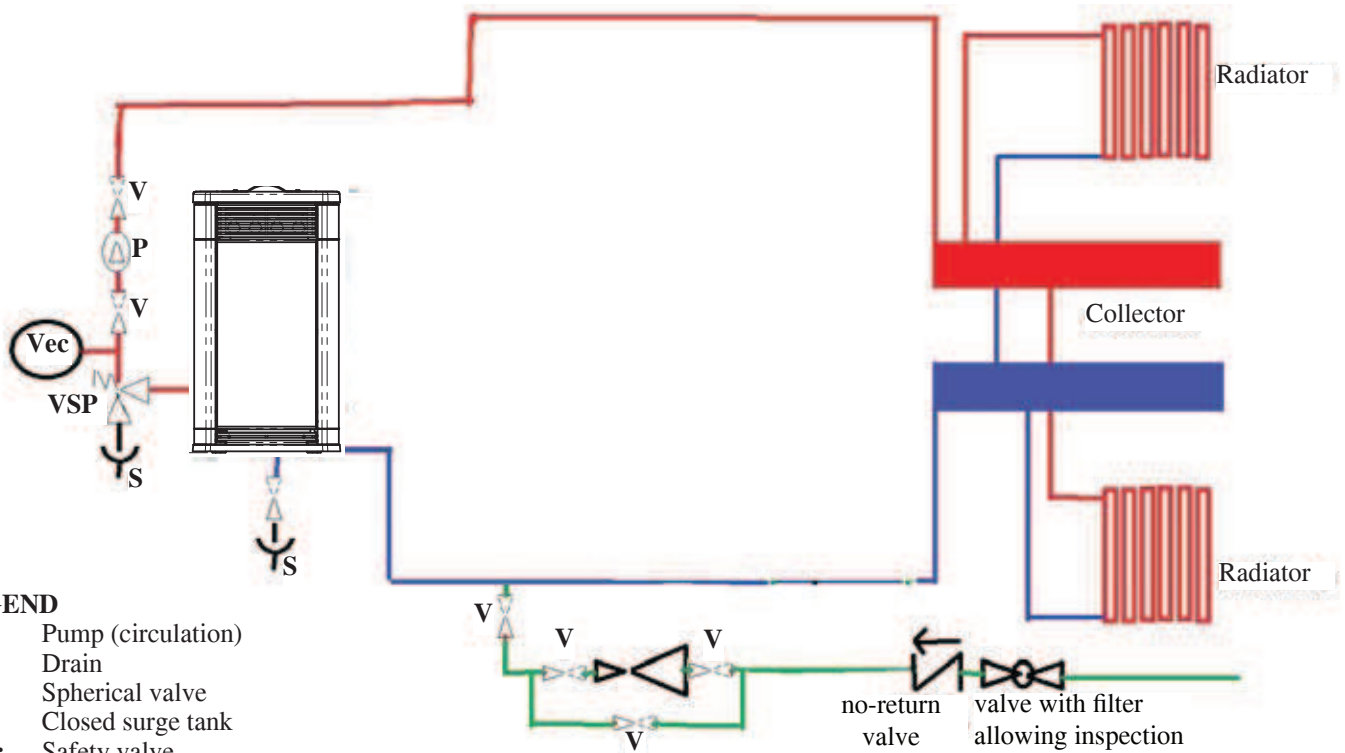 Radiator
V
P
V
Vec
VSP
S
S
Collector
Radiator
V
V
V
V
no-return
valve
valve with filter
allowing inspection
END
Pump (circulation)
Drain
Spherical valve
Closed surge tank
Safety valve